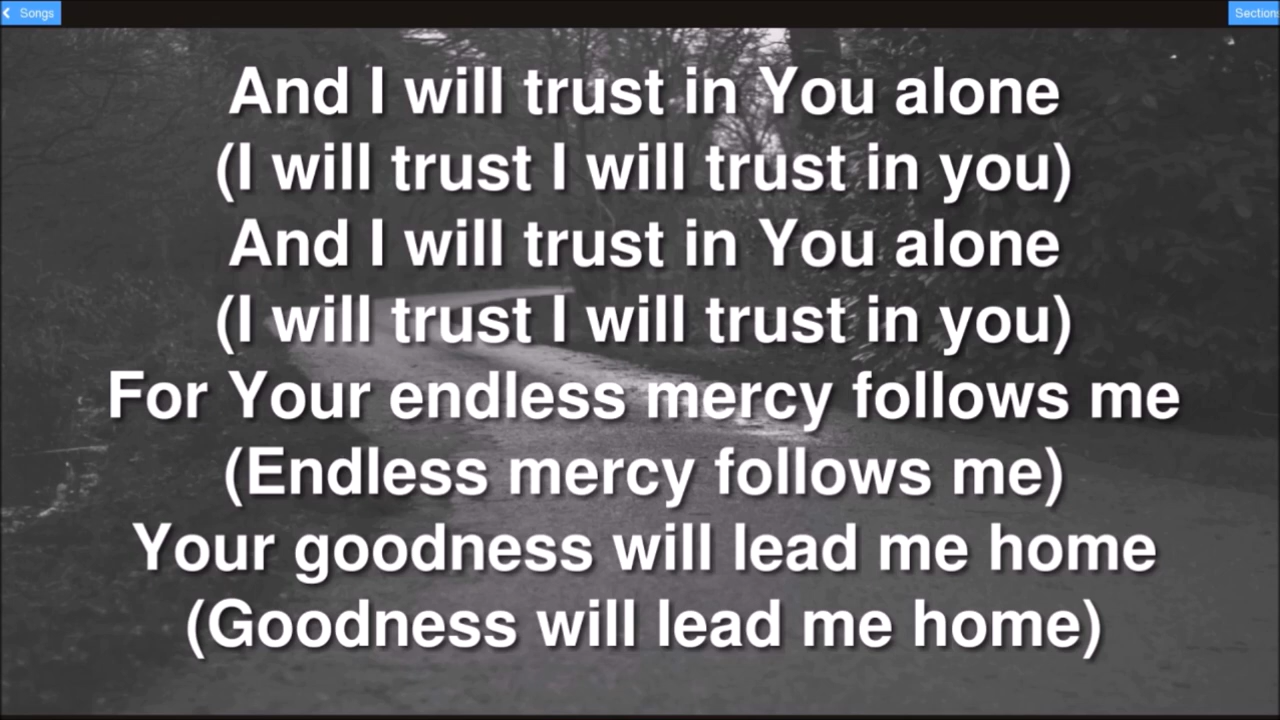 Songs
Section
And I will trust in You alone
(I will trust I will trust in you)
And I will trust in You alone
(I will trust I will trust in you)
For Your endless mercy follows me
(Endless mercy follows me)
Your goodness will lead me home
(Goodness will lead me home)